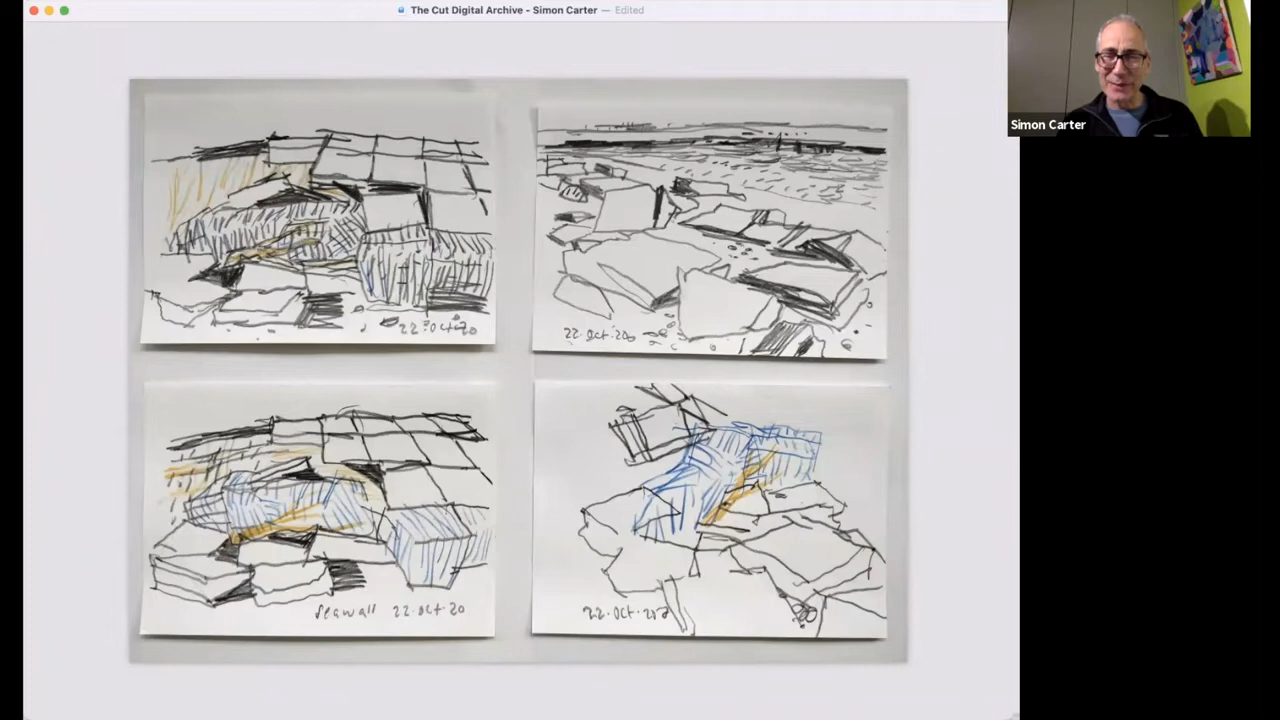 The Cut Digital Archive - Simon Carter — Edited
Simon Carter
22·Oct·20
22·Oct·20
Seawall 22·Oct·20
22·Oct·20